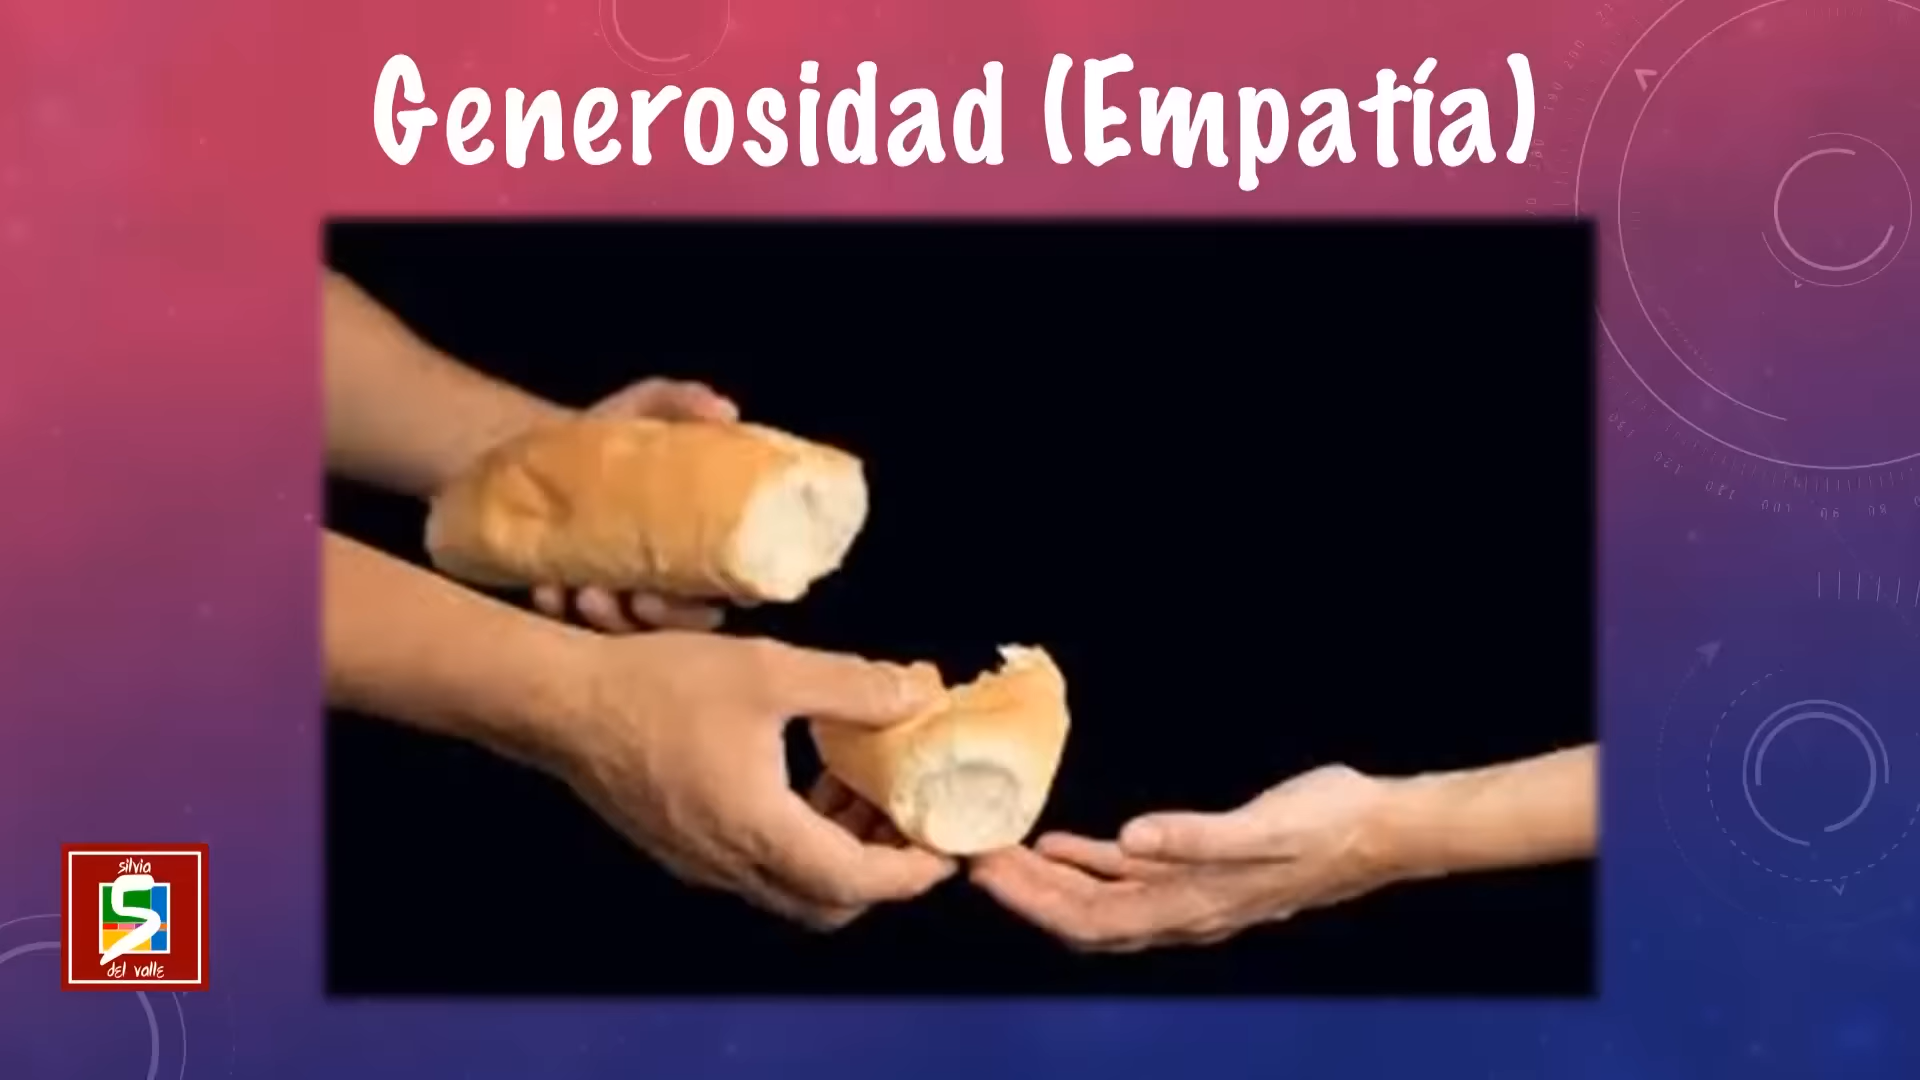 Generosidad (Empatía)
silvia
S
del valle